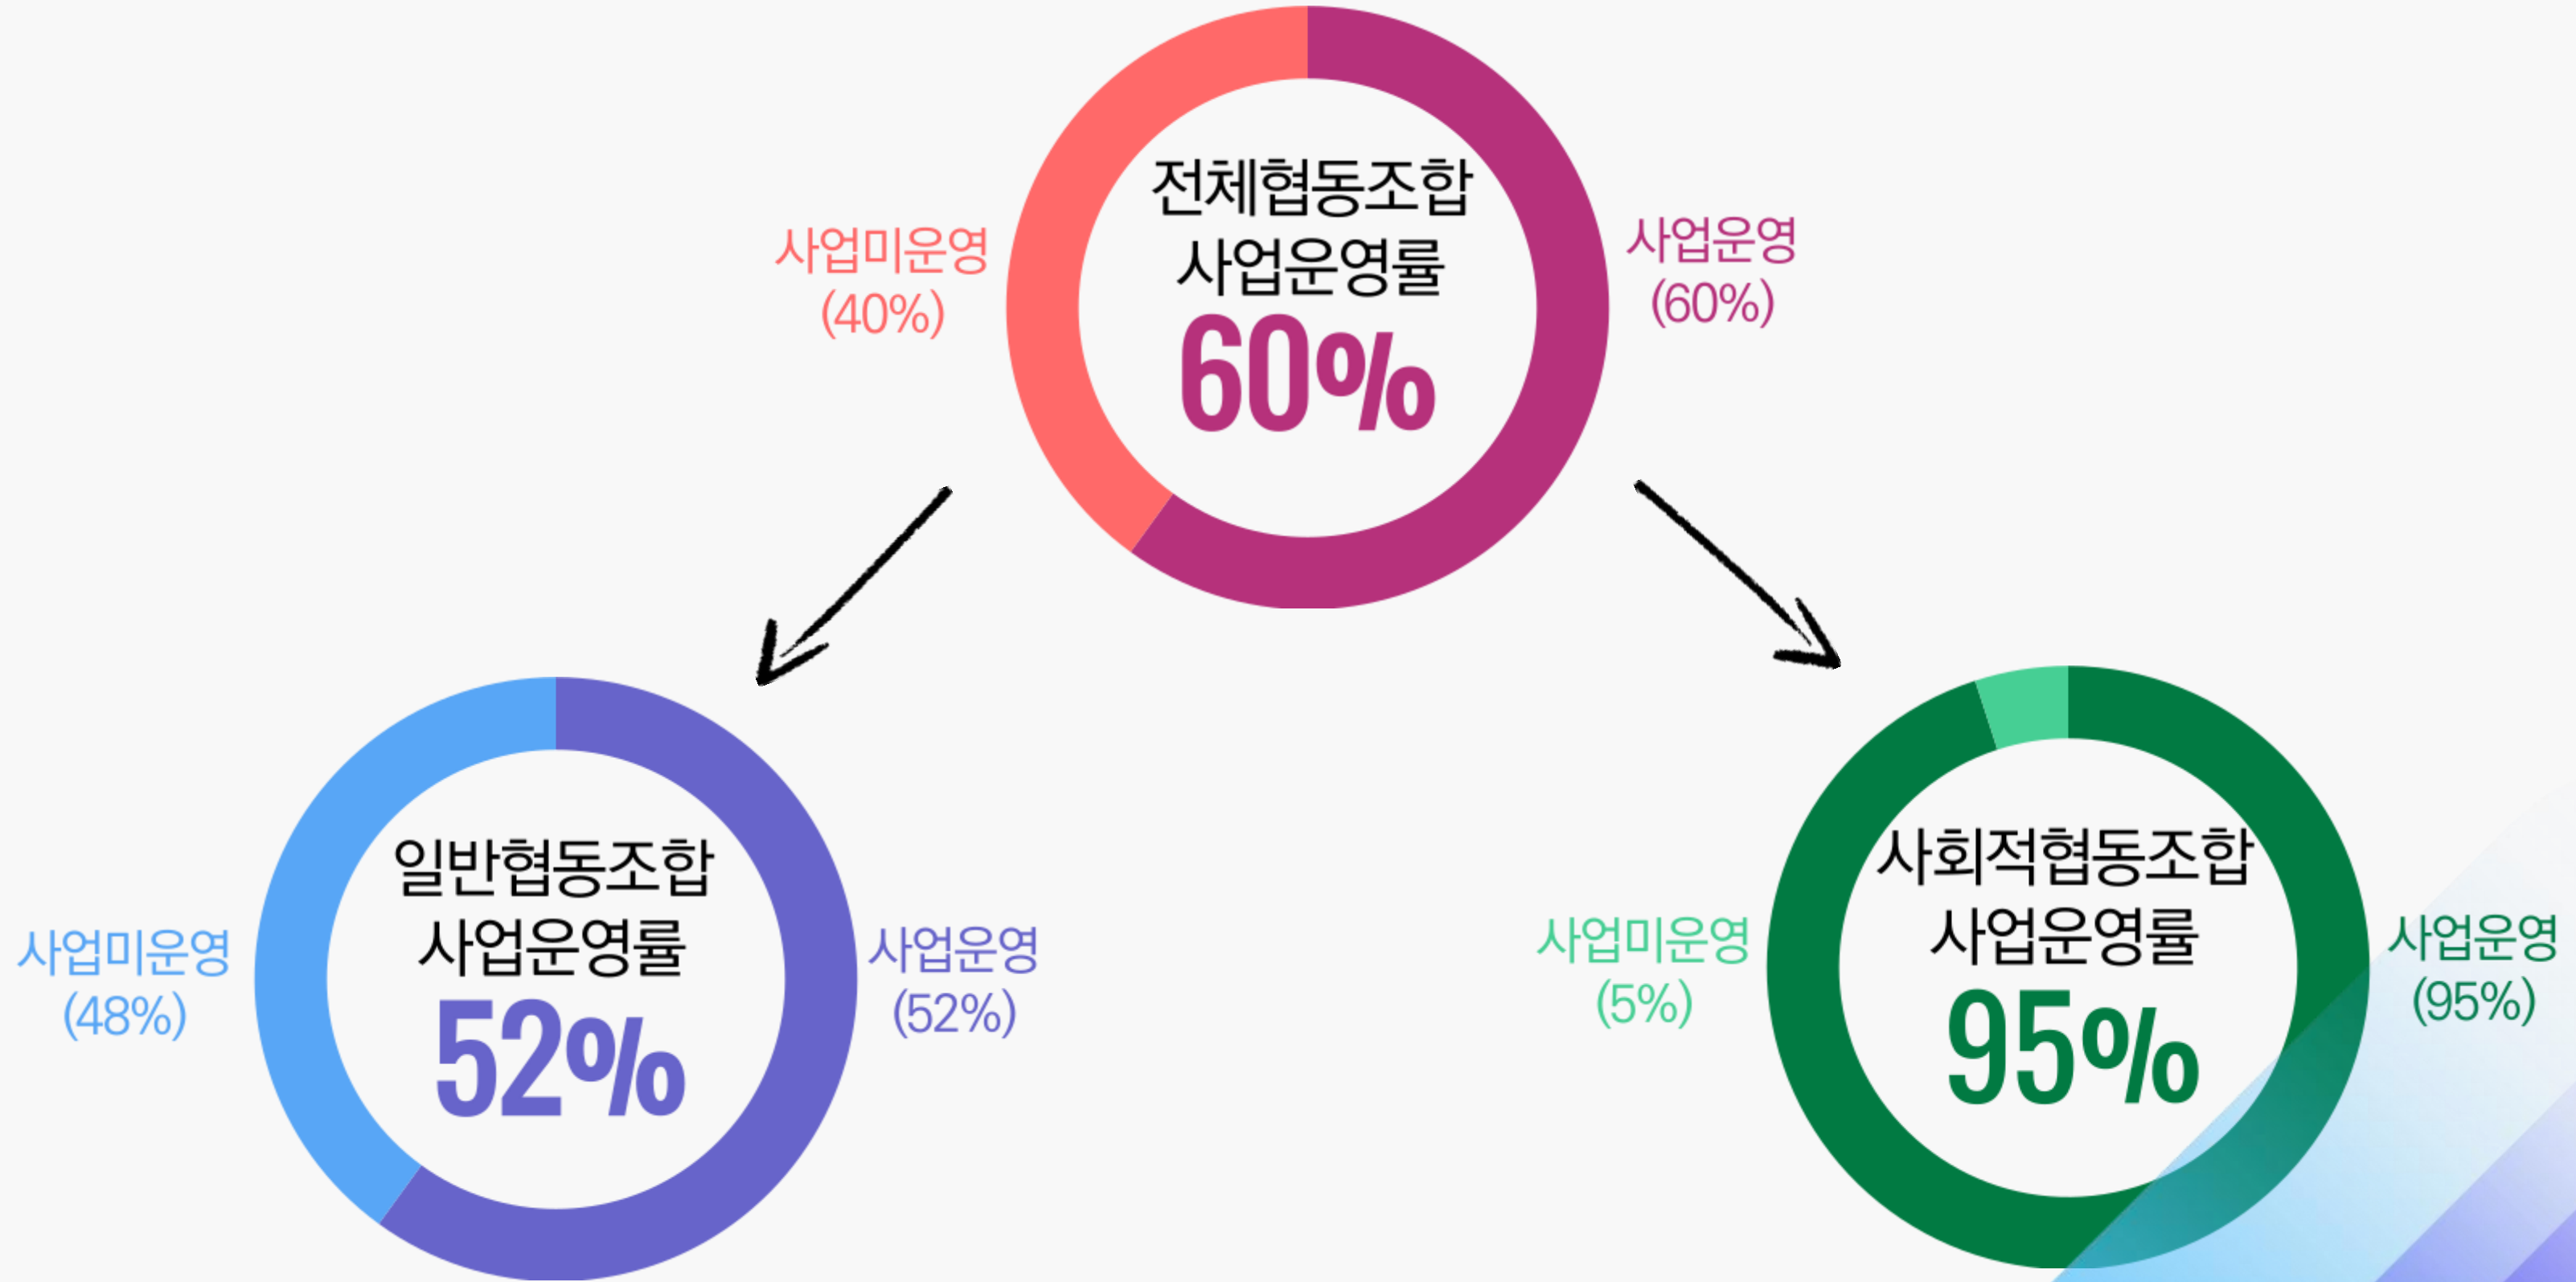 전체협동조합
사업운영률
60%
사업미운영
(40%)
사업운영
(60%)
일반협동조합
사업운영률
52%
사업미운영
(48%)
사업운영
(52%)
사회적협동조합
사업운영률
95%
사업미운영
(5%)
사업운영
(95%)